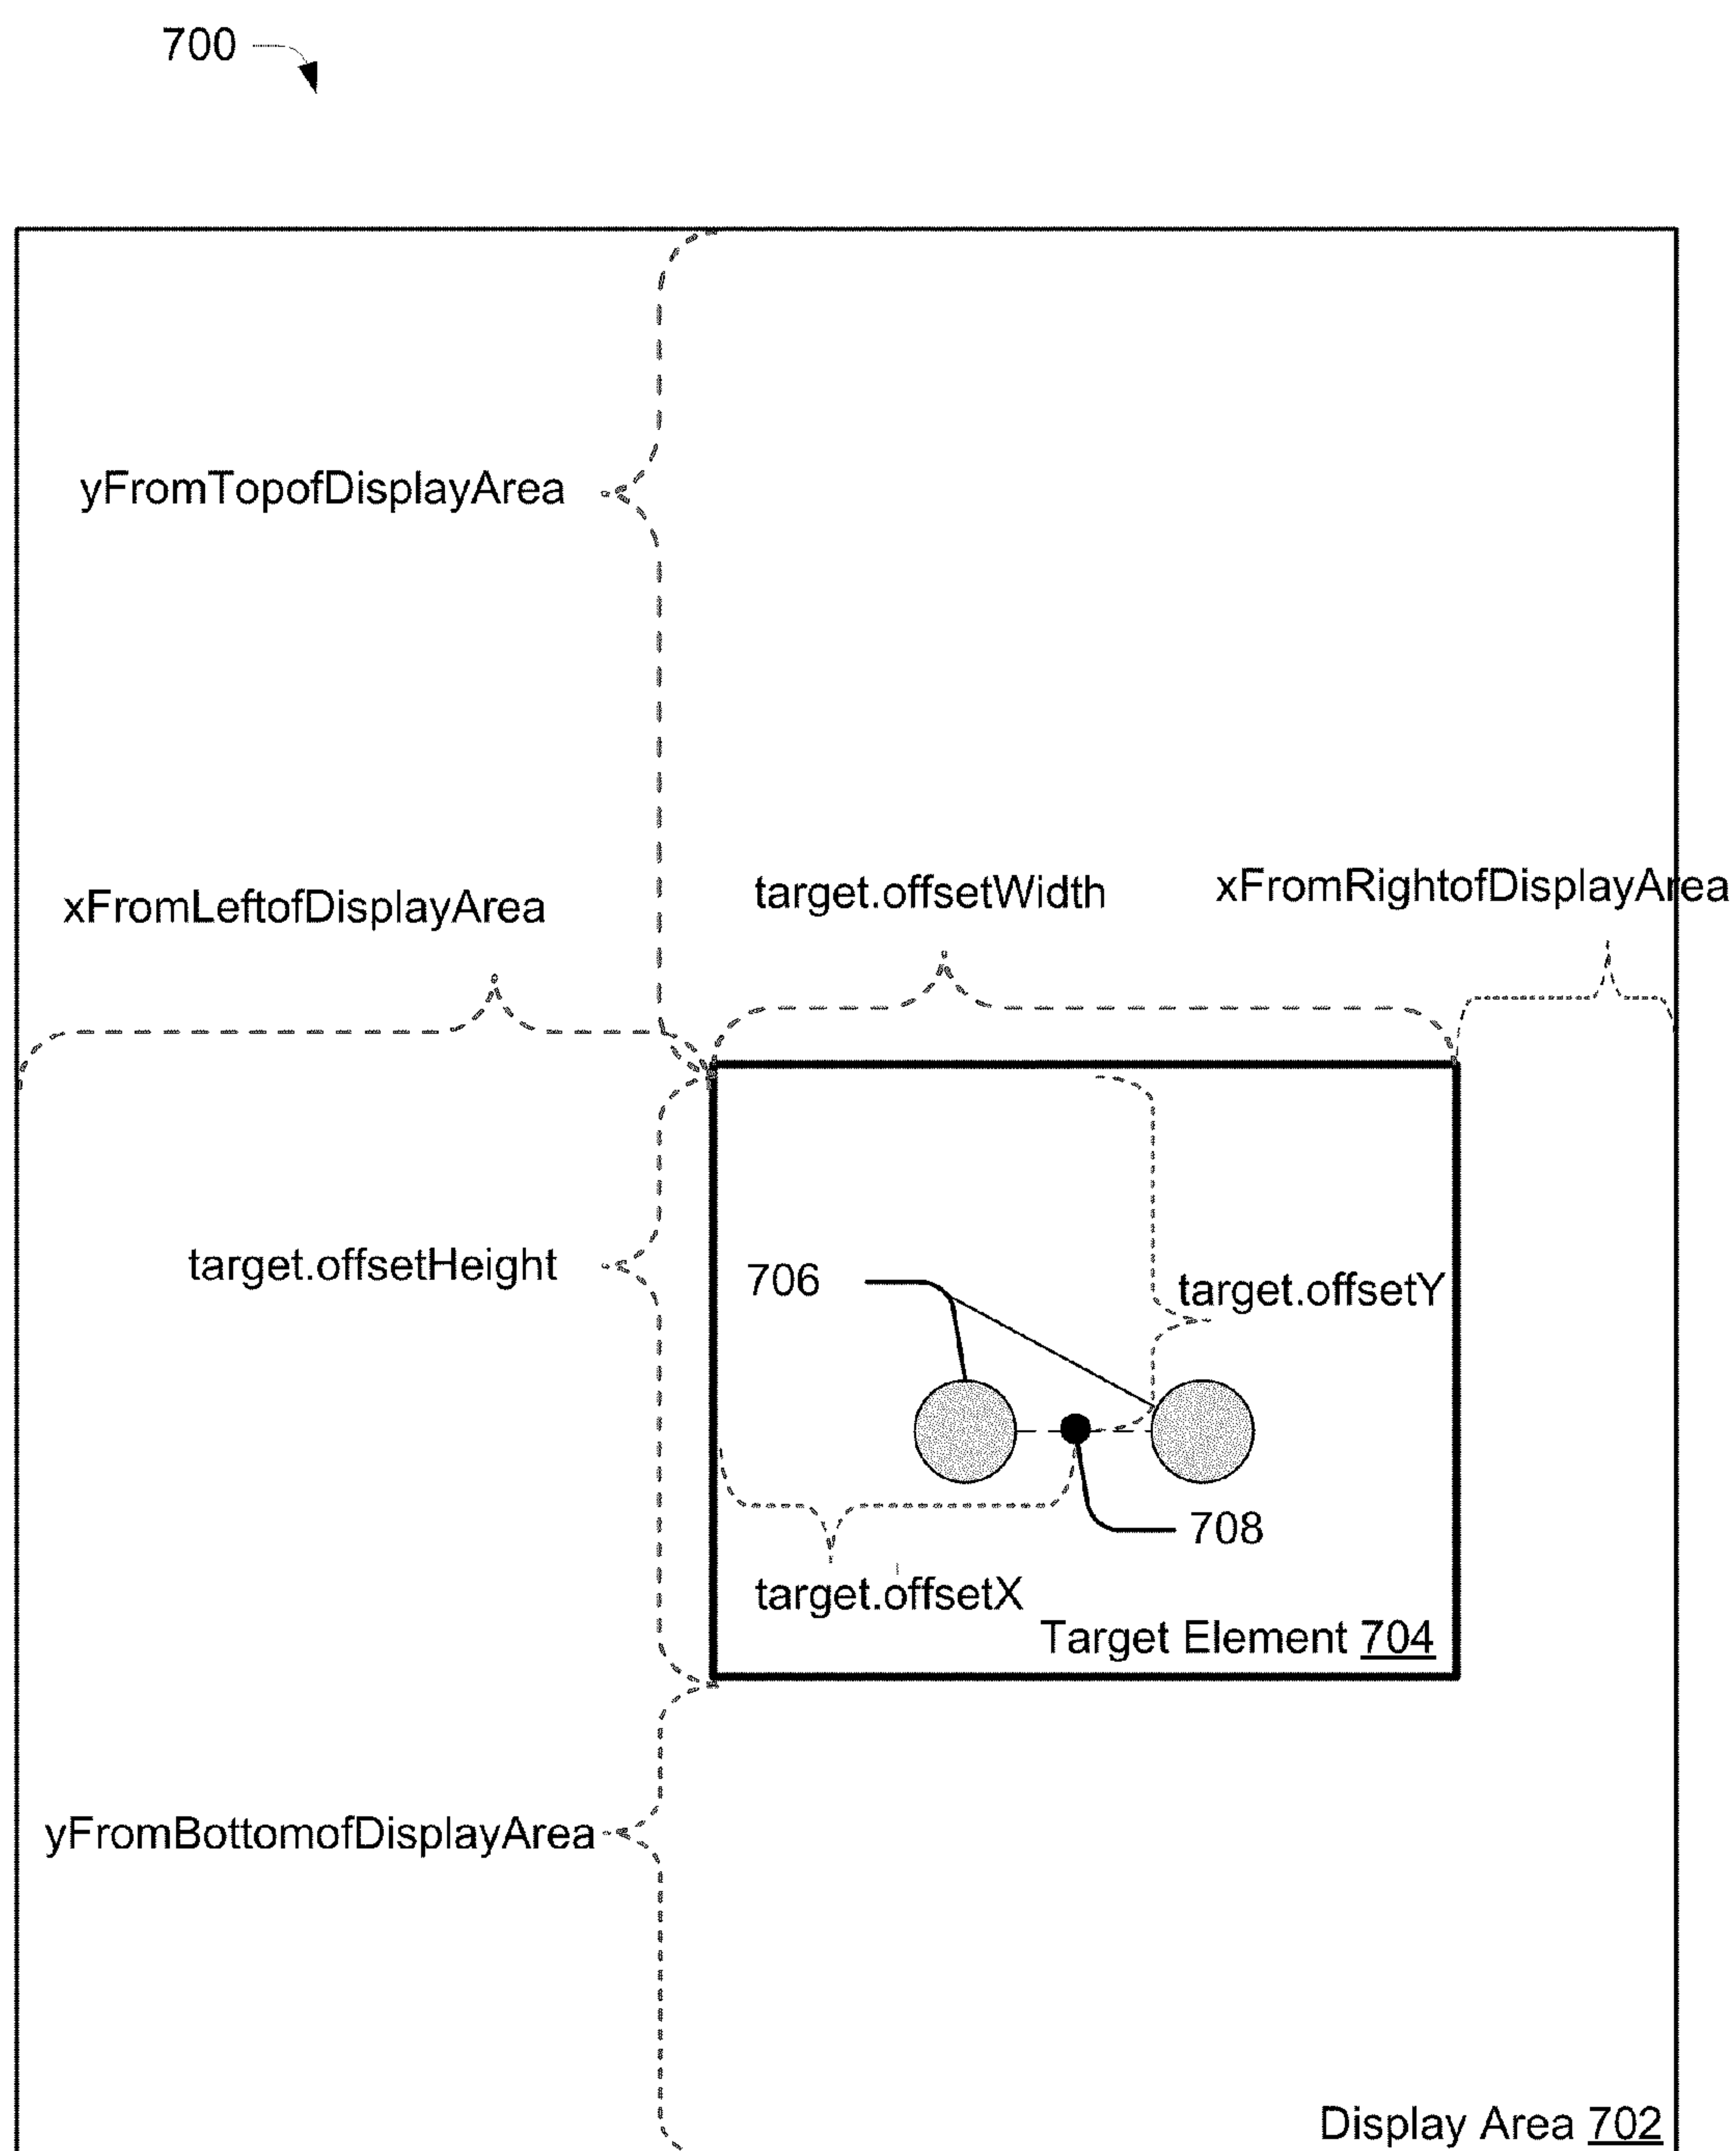 700
yFromTopofDisplayArea
xFromLeftofDisplayArea
target.offsetWidth
xFromRightofDisplayArea
target.offsetHeight
706
target.offsetY
708
target.offsetX
Target Element 704
yFromBottomofDisplayArea
Display Area 702